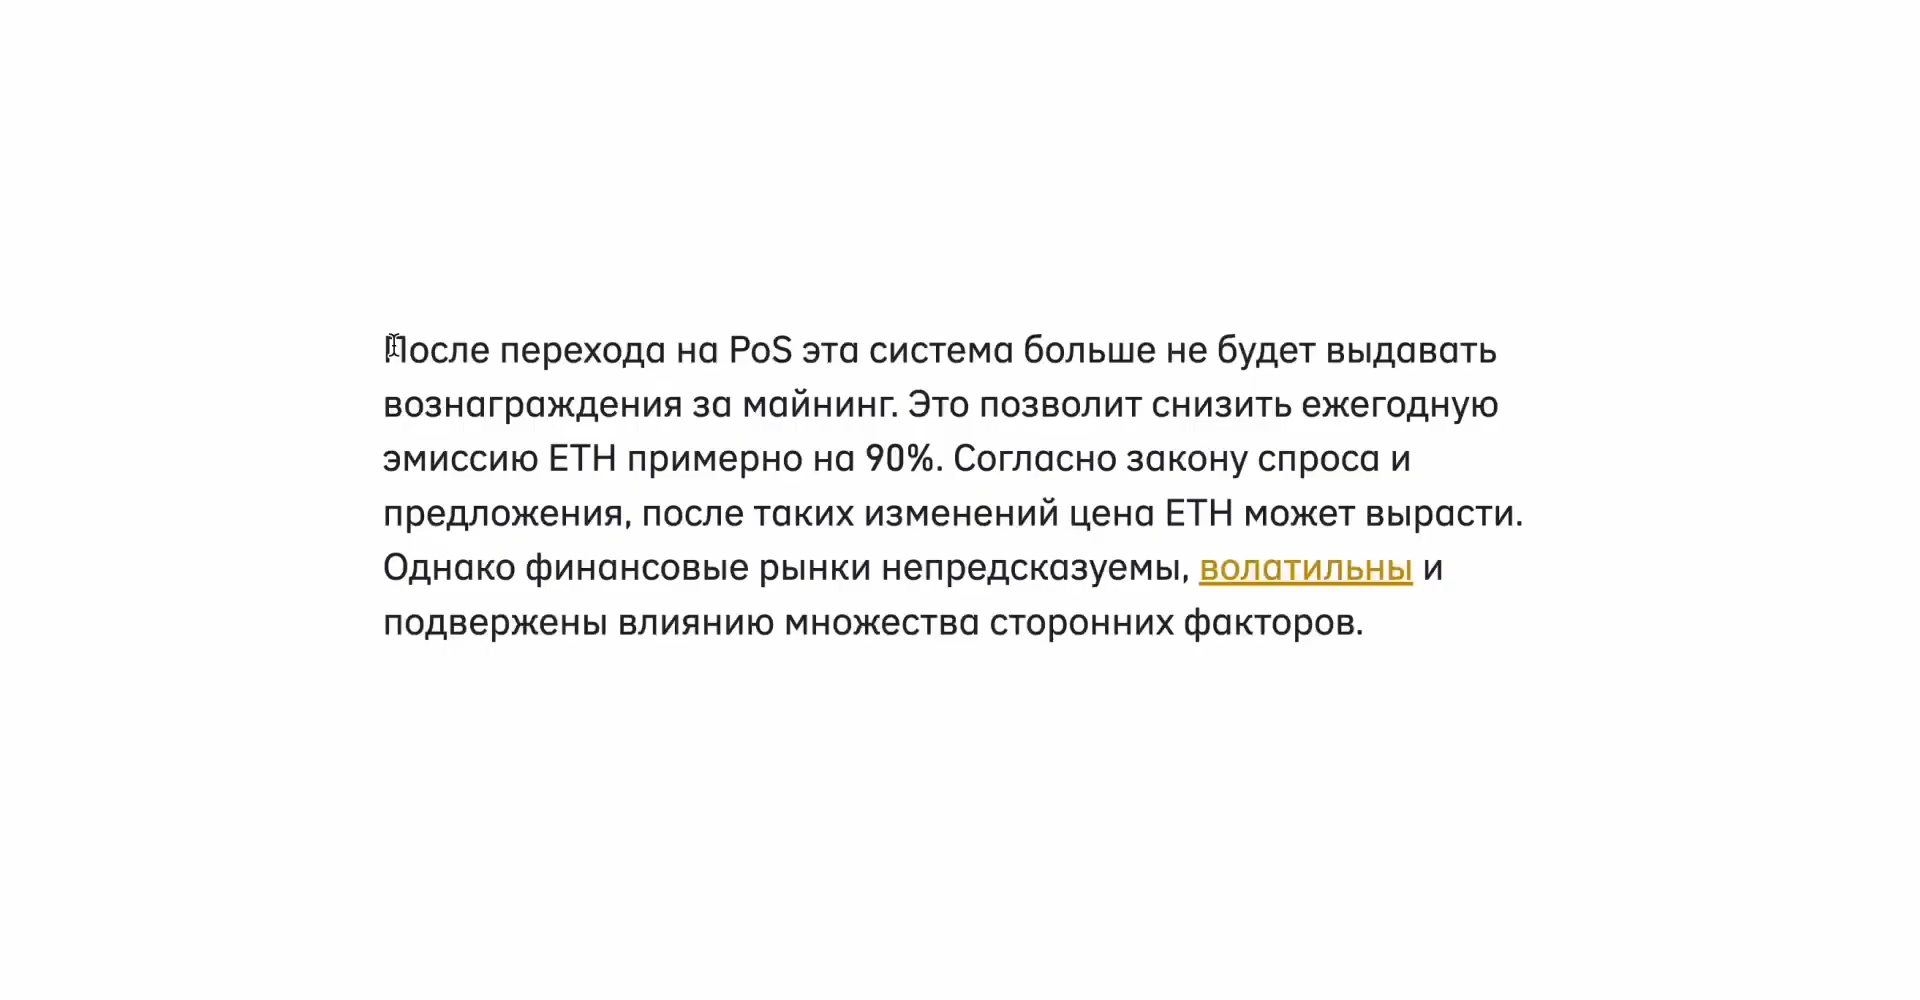 После перехода на PoS эта система больше не будет выдавать
вознаграждения за майнинг. Это позволит снизить ежегодную
эмиссию ETH примерно на 90%. Согласно закону спроса и
предложения, после таких изменений цена ETH может вырасти.
Однако финансовые рынки непредсказуемы, волатильны и
подвержены влиянию множества сторонних факторов.